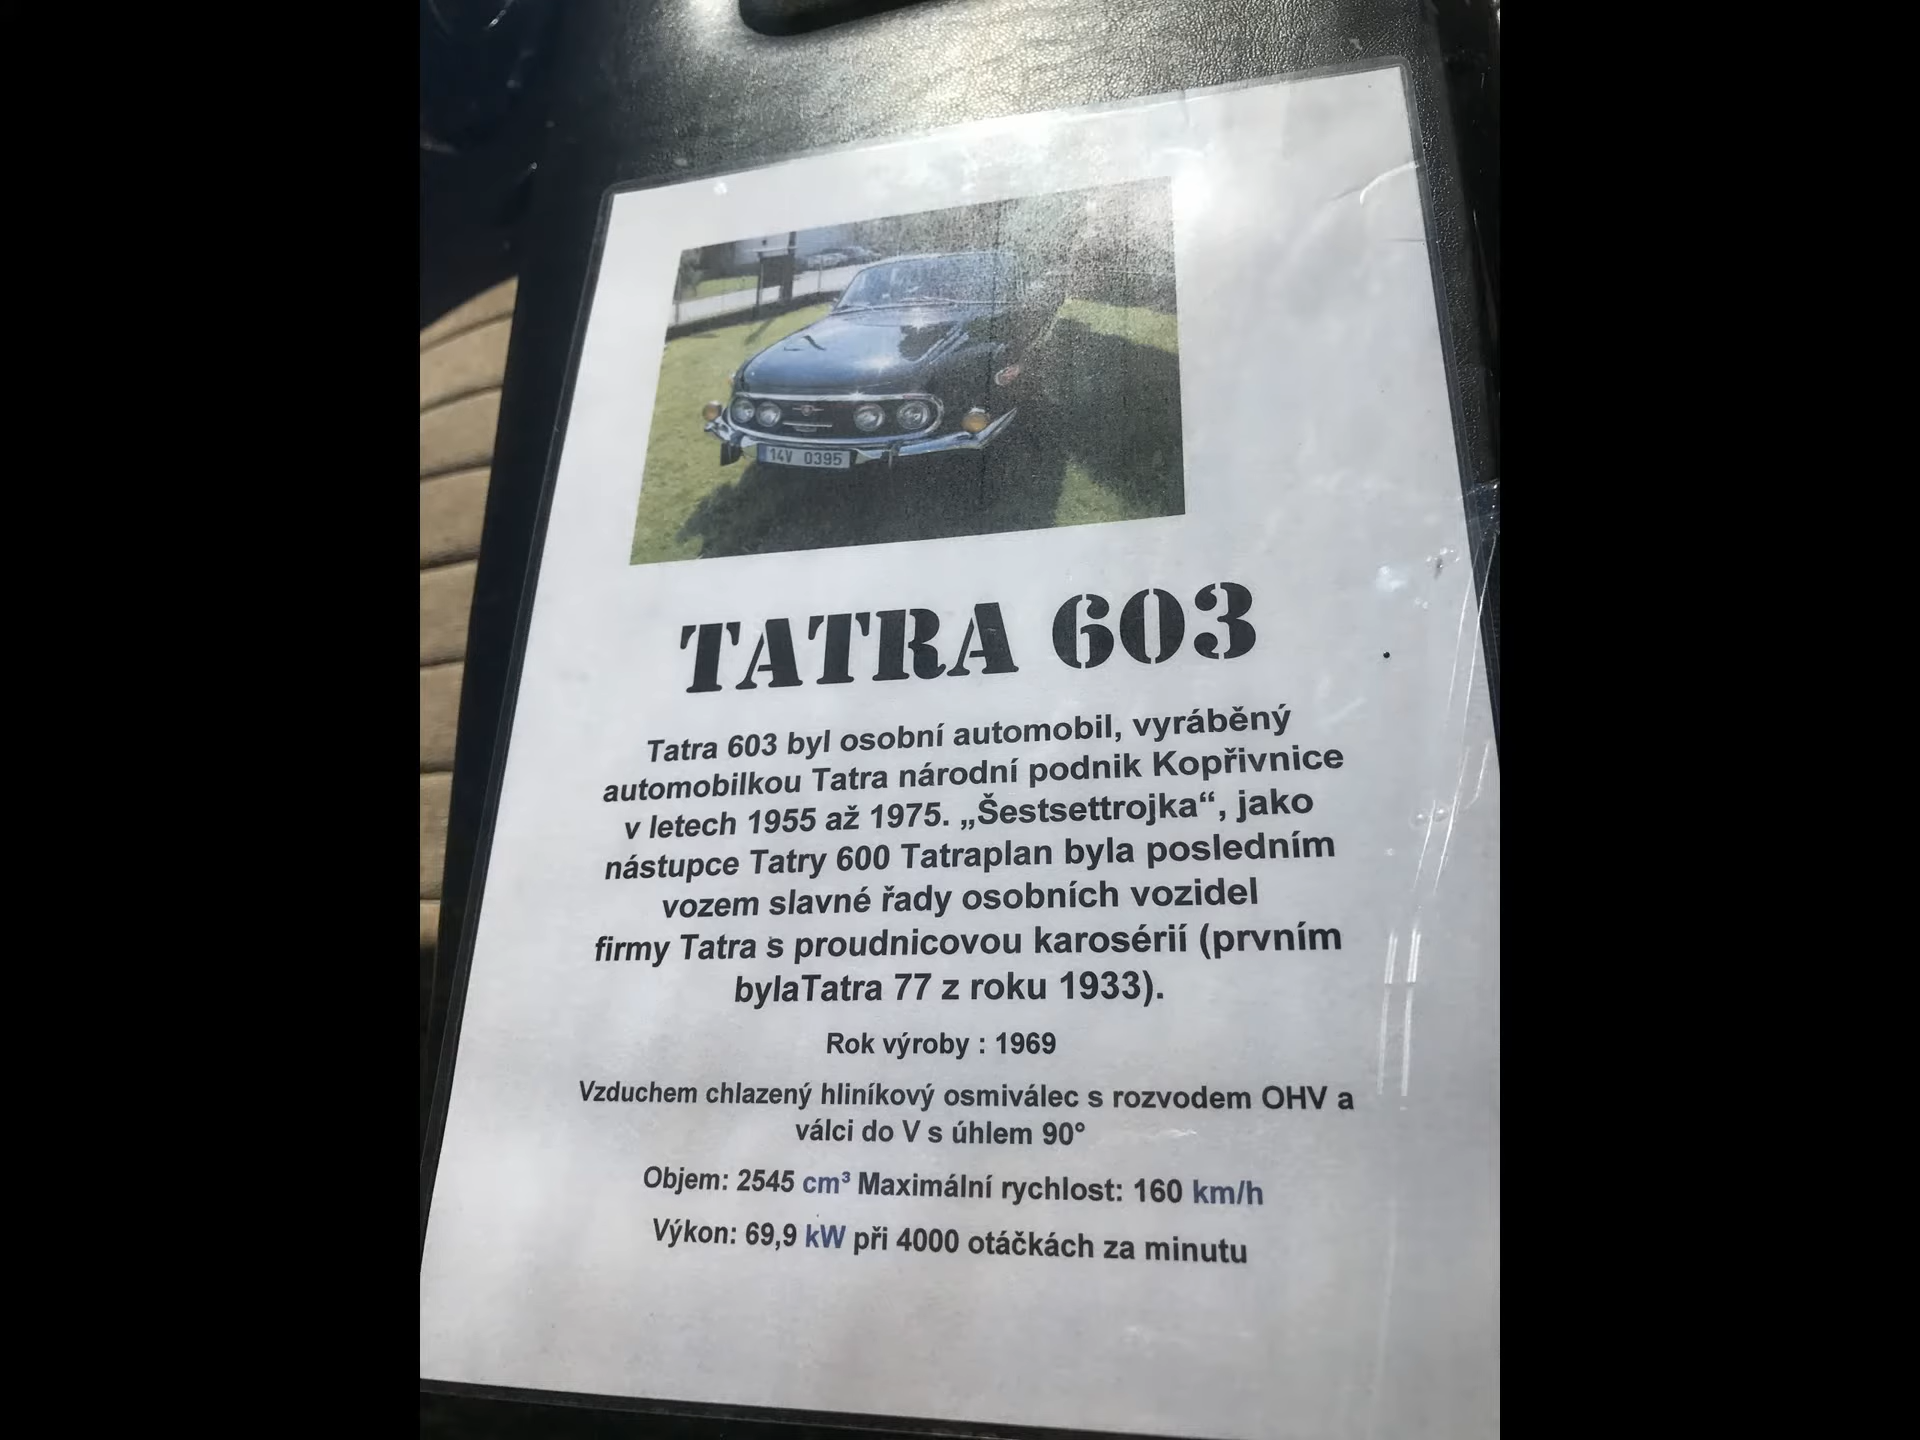 14V 0395
TATRA 603
Tatra 603 byl osobní automobil, vyráběný
automobilkou Tatra národní podnik Kopřivnice
v letech 1955 až 1975. „Šestsettrojka“, jako
nástupce Tatry 600 Tatraplan byla posledním
vozem slavné řady osobních vozidel
firmy Tatra s proudnicovou karosérií (prvním
bylaTatra 77 z roku 1933).
Rok výroby : 1969
Vzduchem chlazený hliníkový osmiválec s rozvodem OHV a
válci do V s úhlem 90°
Objem: 2545 cm³ Maximální rychlost: 160 km/h
Výkon: 69,9 kW při 4000 otáčkách za minutu